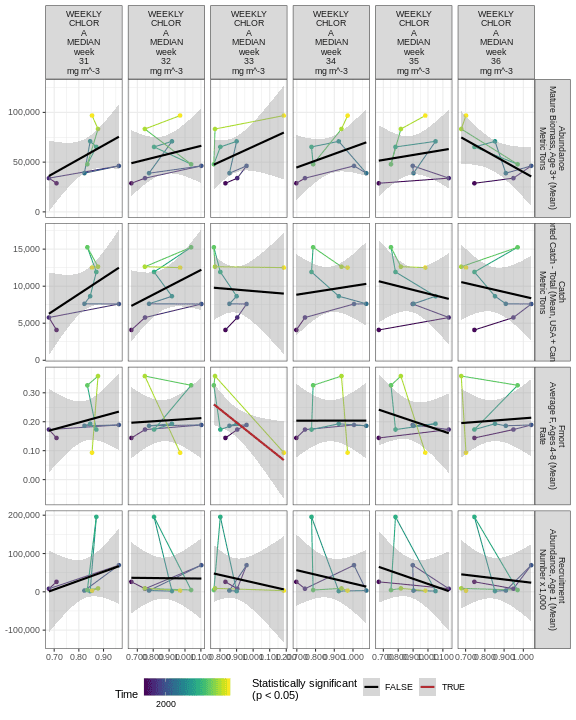 WEEKLY
CHLOR
A
MEDIAN
week
31
mg m^-3
WEEKLY
CHLOR
A
MEDIAN
week
32
mg m^-3
WEEKLY
CHLOR
A
MEDIAN
week
33
mg m^-3
WEEKLY
CHLOR
A
MEDIAN
week
34
mg m^-3
WEEKLY
CHLOR
A
MEDIAN
week
35
mg m^-3
WEEKLY
CHLOR
A
MEDIAN
week
36
mg m^-3
100,000
50,000
0
Abundance
Mature Biomass, Age 3+ (Mean)
Metric Tons
15,000
10,000
5,000
0
Catch
Catch - Total (Mean, USA + Can
Metric Tons
0.30
0.20
0.10
0.00
Fmort
Average F, Ages 4-8 (Mean)
Rate
200,000
100,000
0
-100,000
Recruitment
Abundance, Age 1 (Mean)
Number x 1,000
0.70 0.80 0.90
Time
2000
Statistically significant
(p < 0.05)
FALSE
TRUE